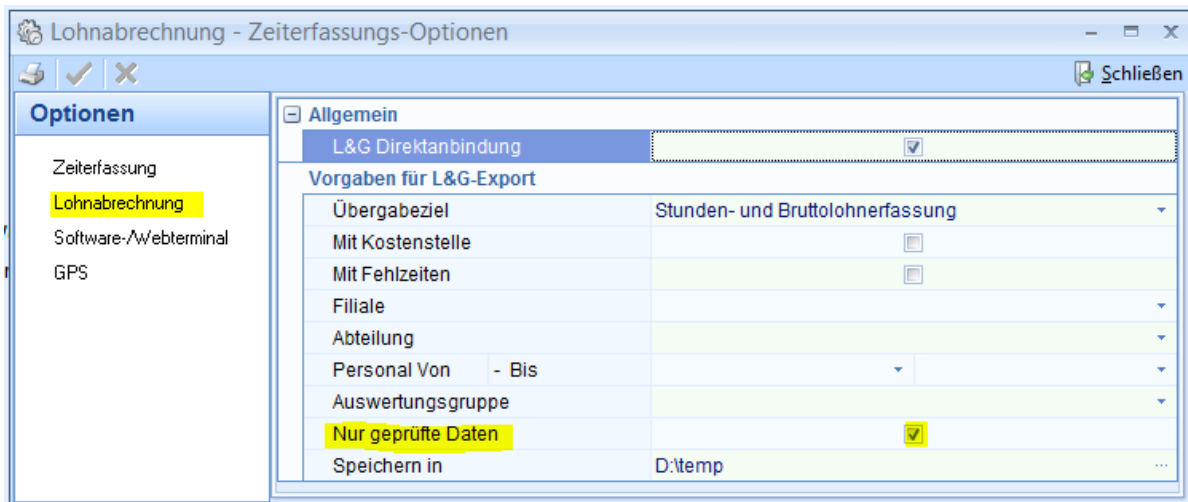 Lohnabrechnung - Zeiterfassungs-Optionen
Schließen
Optionen
Zeiterfassung
Lohnabrechnung
Software-/Webterminal
GPS
Allgemein
L&G Direktanbindung
Vorgaben für L&G-Export
Übergabeziel Stunden- und Bruttolohnerfassung
Mit Kostenstelle
Mit Fehlzeiten
Filiale
Abteilung
Personal Von - Bis
Auswertungsgruppe
Nur geprüfte Daten
Speichern in D:\temp ...